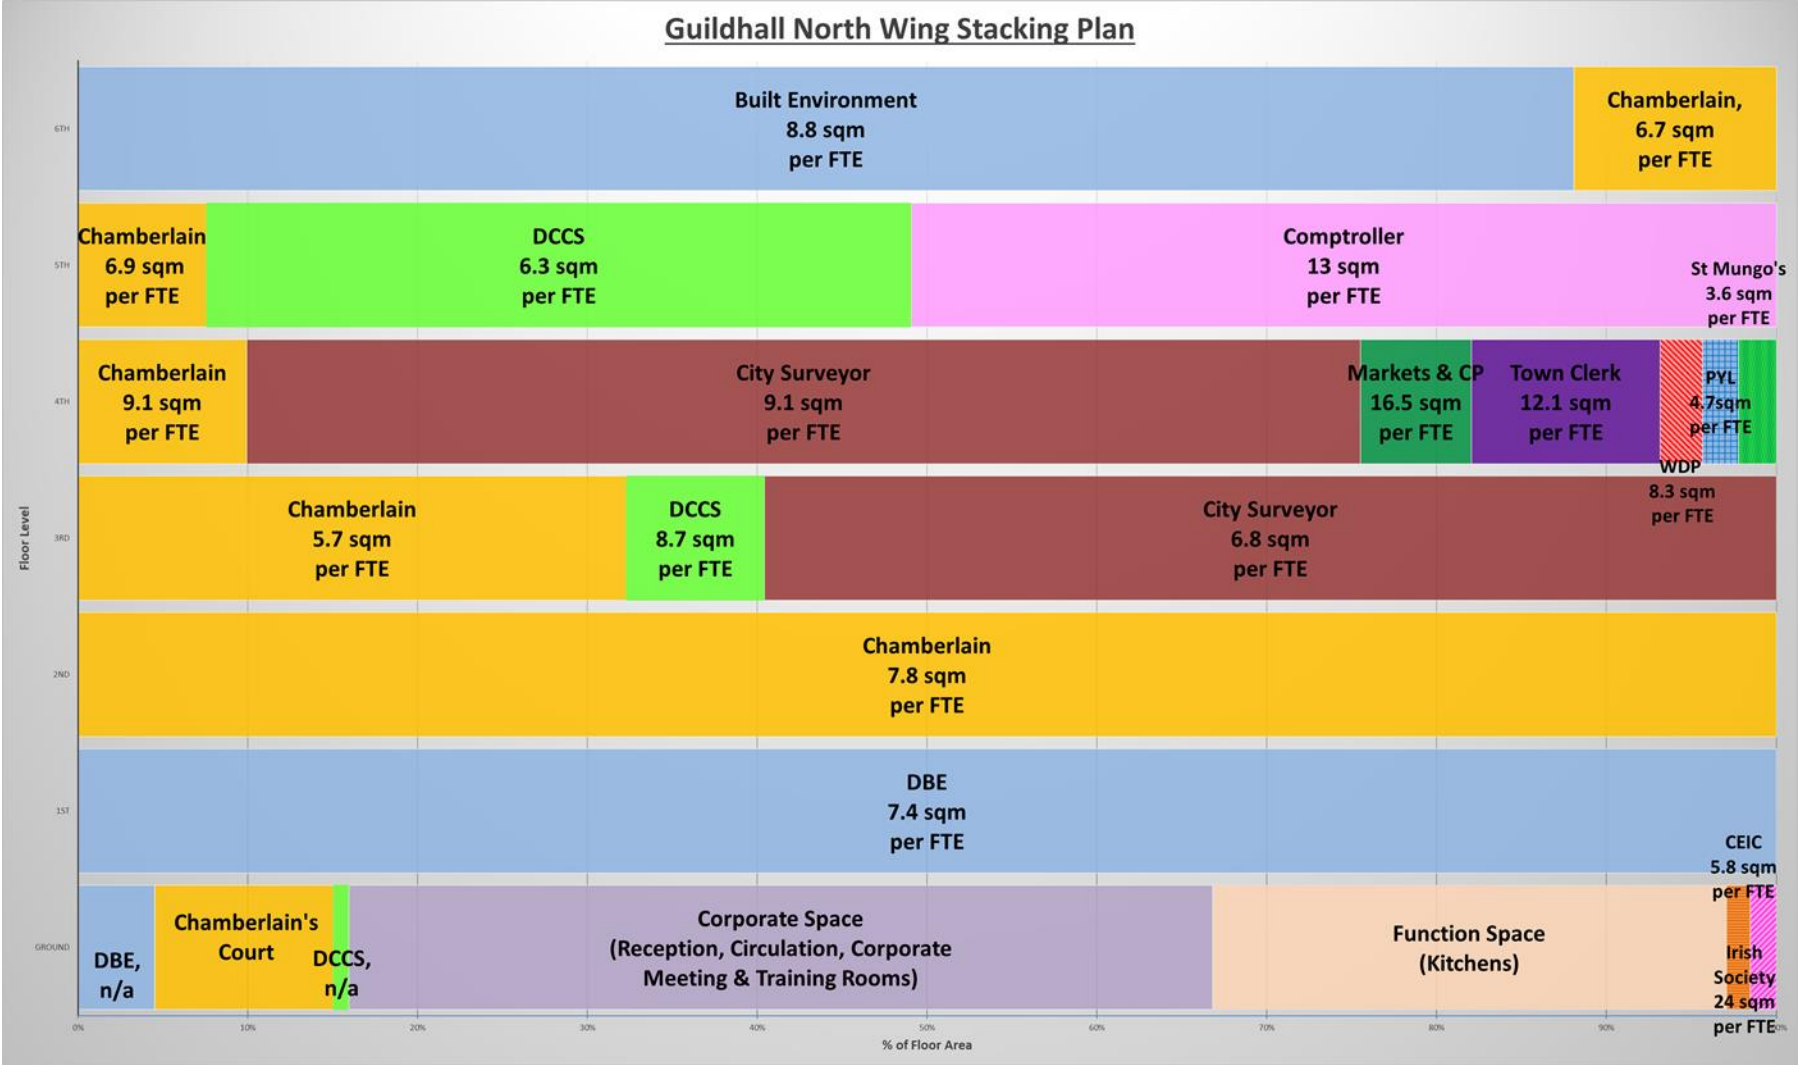 Guildhall North Wing Stacking Plan
6TH
Built Environment
8.8 sqm
per FTE
Chamberlain,
6.7 sqm
per FTE
5TH
Chamberlain
6.9 sqm
per FTE
DCCS
6.3 sqm
per FTE
Comptroller
13 sqm
per FTE
St Mungo's
3.6 sqm
per FTE
4TH
Chamberlain
9.1 sqm
per FTE
City Surveyor
9.1 sqm
per FTE
Markets & CP
16.5 sqm
per FTE
Town Clerk
12.1 sqm
per FTE
PYL
4.7sqm
per FTE
WDP
8.3 sqm
per FTE
3RD
Chamberlain
5.7 sqm
per FTE
DCCS
8.7 sqm
per FTE
City Surveyor
6.8 sqm
per FTE
Floor Level
2ND
Chamberlain
7.8 sqm
per FTE
1ST
DBE
7.4 sqm
per FTE
CEIC
5.8 sqm
per FTE
GROUND
DBE,
n/a
Chamberlain's
Court
DCCS,
n/a
Corporate Space
(Reception, Circulation, Corporate
Meeting & Training Rooms)
Function Space
(Kitchens)
Irish
Society
24 sqm
per FTE
0%
10%
20%
30%
40%
50%
60%
70%
80%
90%
% of Floor Area